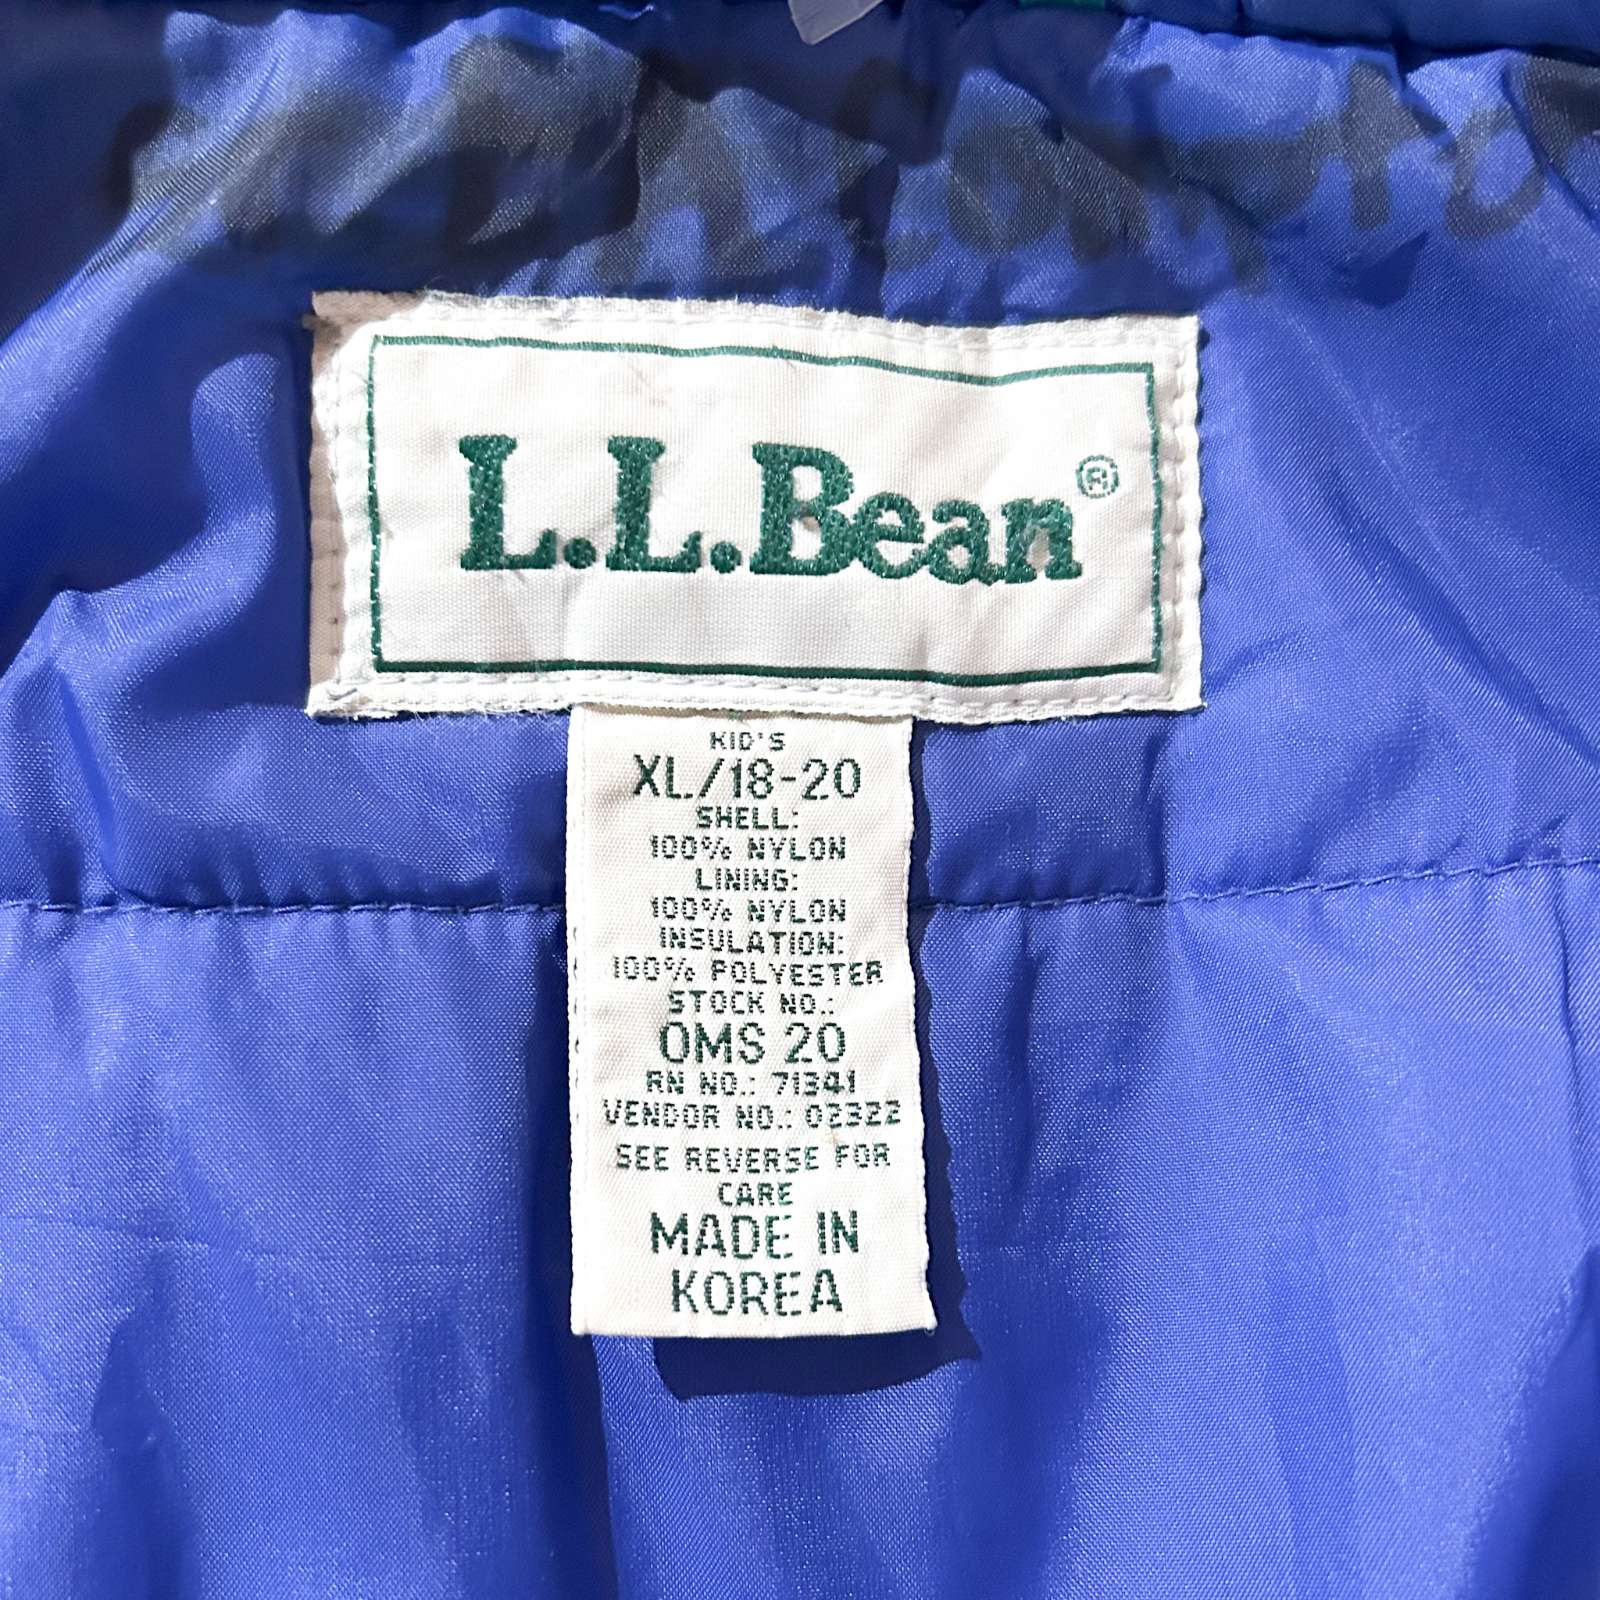 L.L.Bean®
KID'S
XL/18-20
SHELL:
100% NYLON
LINING:
100% NYLON
INSULATION:
100% POLYESTER
STOCK NO.:
OMS 20
RN NO.: 71341
VENDOR NO.: 02322
SEE REVERSE FOR
CARE
MADE IN
KOREA